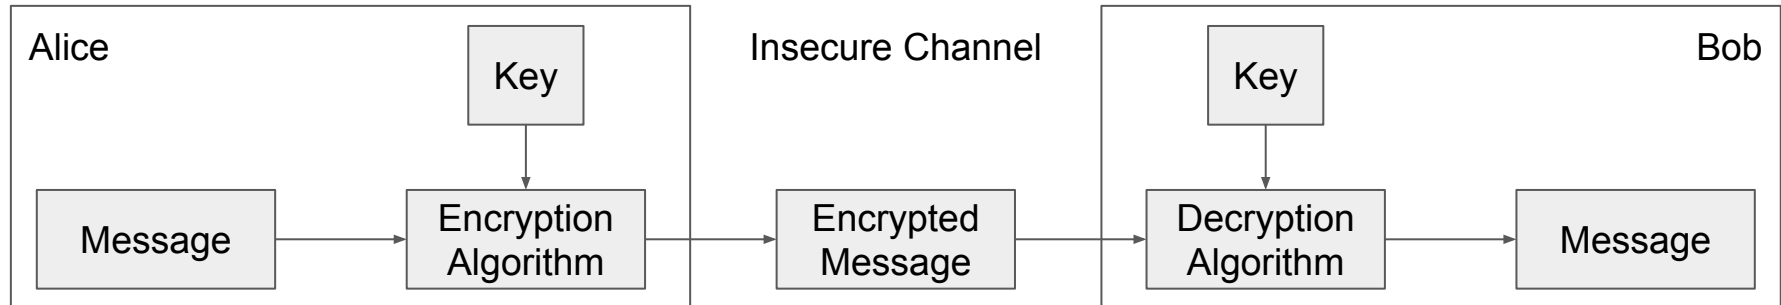 Alice
Key
Insecure Channel
Key
Bob
Message
Encryption
Algorithm
Encrypted
Message
Decryption
Algorithm
Message